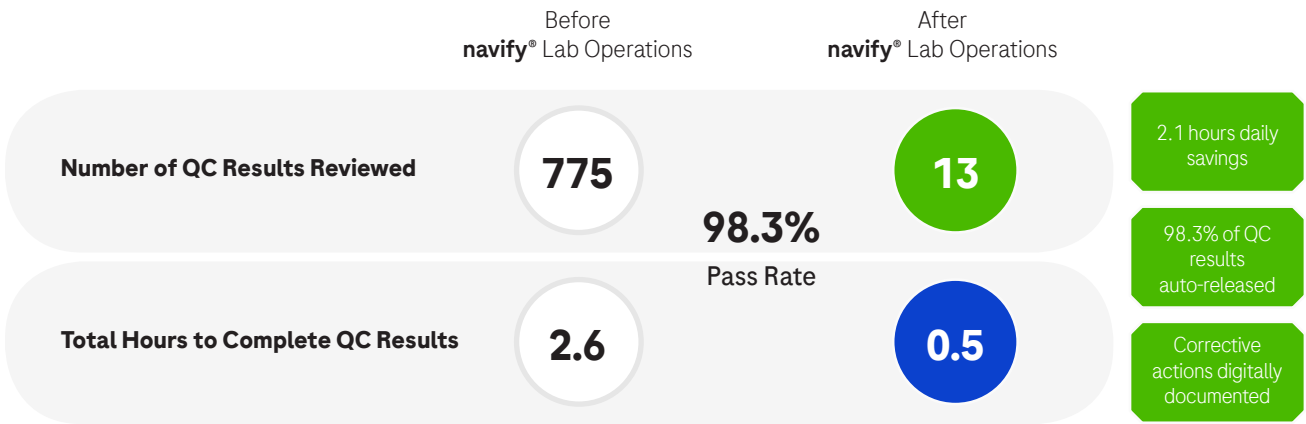 Before
navify® Lab Operations
After
navify® Lab Operations
Number of QC Results Reviewed
775
13
98.3%
Pass Rate
Total Hours to Complete QC Results
2.6
0.5
2.1 hours daily
savings
98.3% of QC
results
auto-released
Corrective
actions digitally
documented